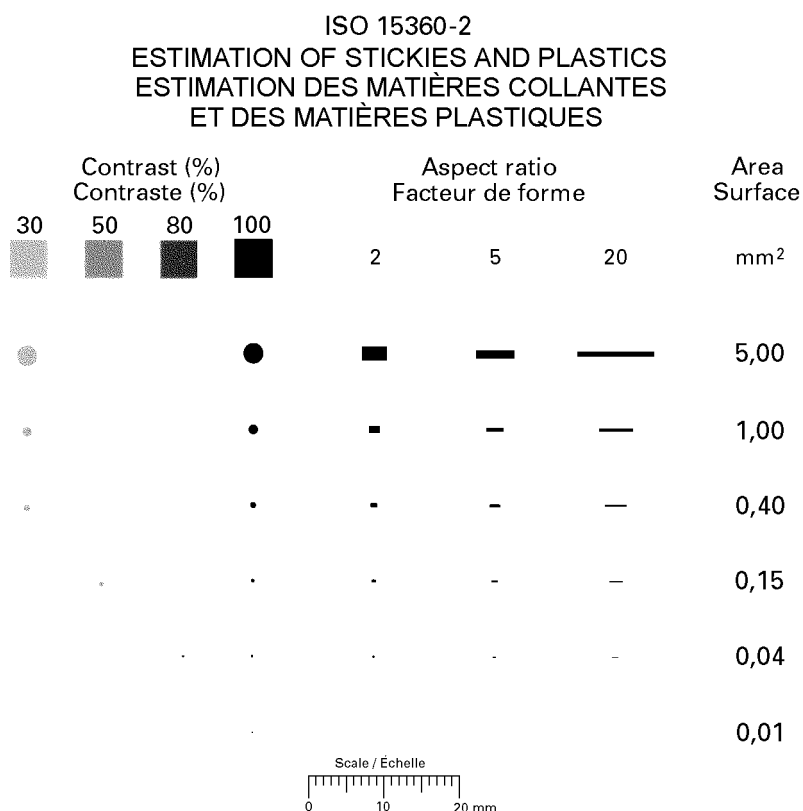 ISO 15360-2
ESTIMATION OF STICKIES AND PLASTICS
ESTIMATION DES MATIÈRES COLLANTES
ET DES MATIÈRES PLASTIQUES
Contrast (%)
Contraste (%)
Aspect ratio
Facteur de forme
Area
Surface
30 50 80 100
2 5 20 mm²
5,00
1,00
0,40
0,15
0,04
0,01
Scale / Échelle
0 10 20 mm